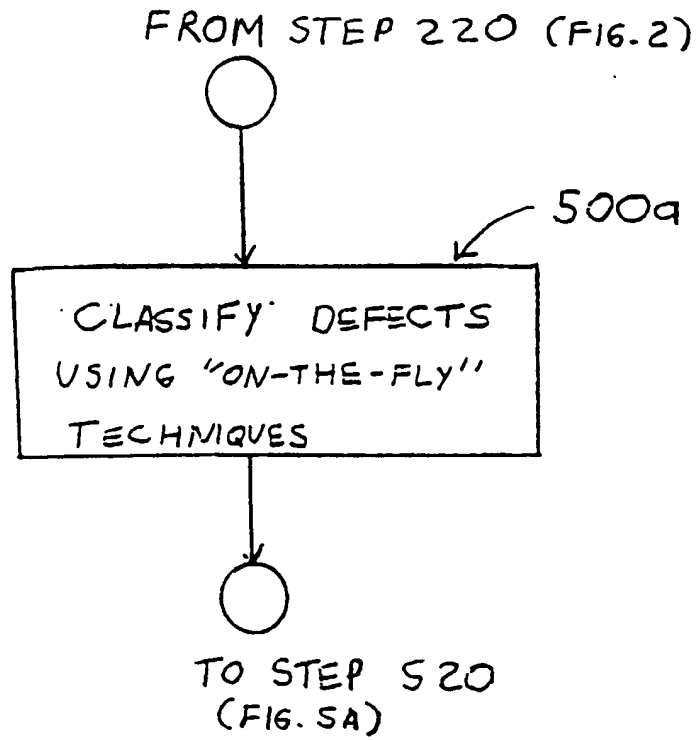 FROM STEP 220 (FIG. 2)
500a
CLASSIFY DEFECTS
USING "ON-THE-FLY"
TECHNIQUES
TO STEP 520
(FIG. 5A)